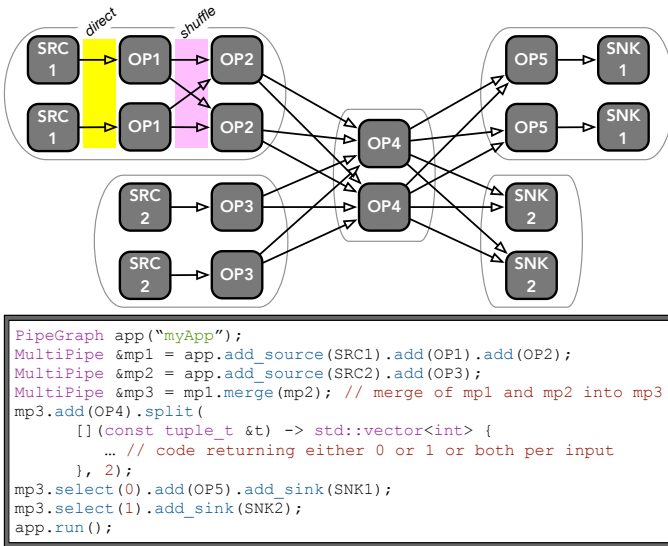 direct
shuffle
SRC
1
OP1
OP2
OP5
SNK
1
SRC
1
OP1
OP2
OP5
SNK
1
OP4
OP4
SRC
2
OP3
SNK
2
SRC
2
OP3
SNK
2
PipeGraph app(“myApp”);
MultiPipe &mp1 = app.add_source(SRC1).add(OP1).add(OP2);
MultiPipe &mp2 = app.add_source(SRC2).add(OP3);
MultiPipe &mp3 = mp1.merge(mp2); // merge of mp1 and mp2 into mp3
mp3.add(OP4).split(
[](const tuple_t &t) -> std::vector<int> {
… // code returning either 0 or 1 or both per input
}, 2);
mp3.select(0).add(OP5).add_sink(SNK1);
mp3.select(1).add_sink(SNK2);
app.run();